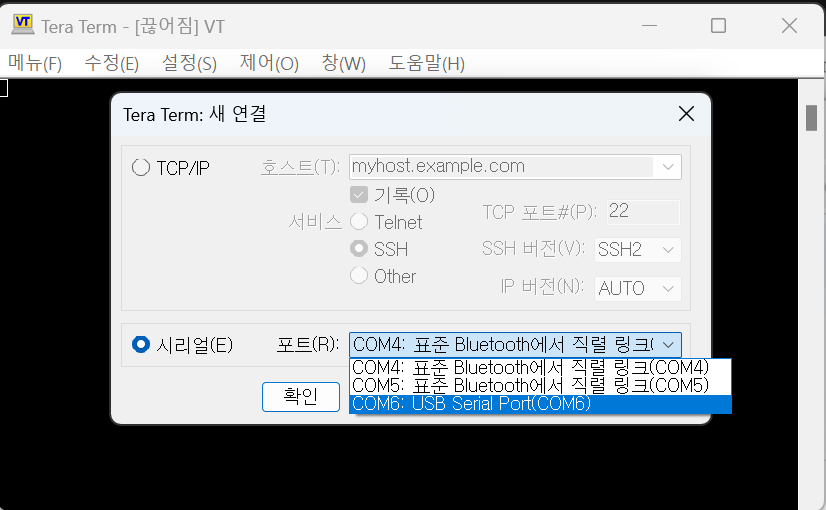 Tera Term - [끊어짐] VT
메뉴(F) 수정(E) 설정(S) 제어(O) 창(W) 도움말(H)
Tera Term: 새 연결
TCP/IP 호스트(T): myhost.example.com
기록(O)
서비스 Telnet TCP 포트#(P): 22
SSH SSH 버전(V): SSH2
Other IP 버전(N): AUTO
시리얼(E) 포트(R): COM4: 표준 Bluetooth에서 직렬 링크(
COM4: 표준 Bluetooth에서 직렬 링크(COM4)
COM5: 표준 Bluetooth에서 직렬 링크(COM5)
확인 COM6: USB Serial Port(COM6)